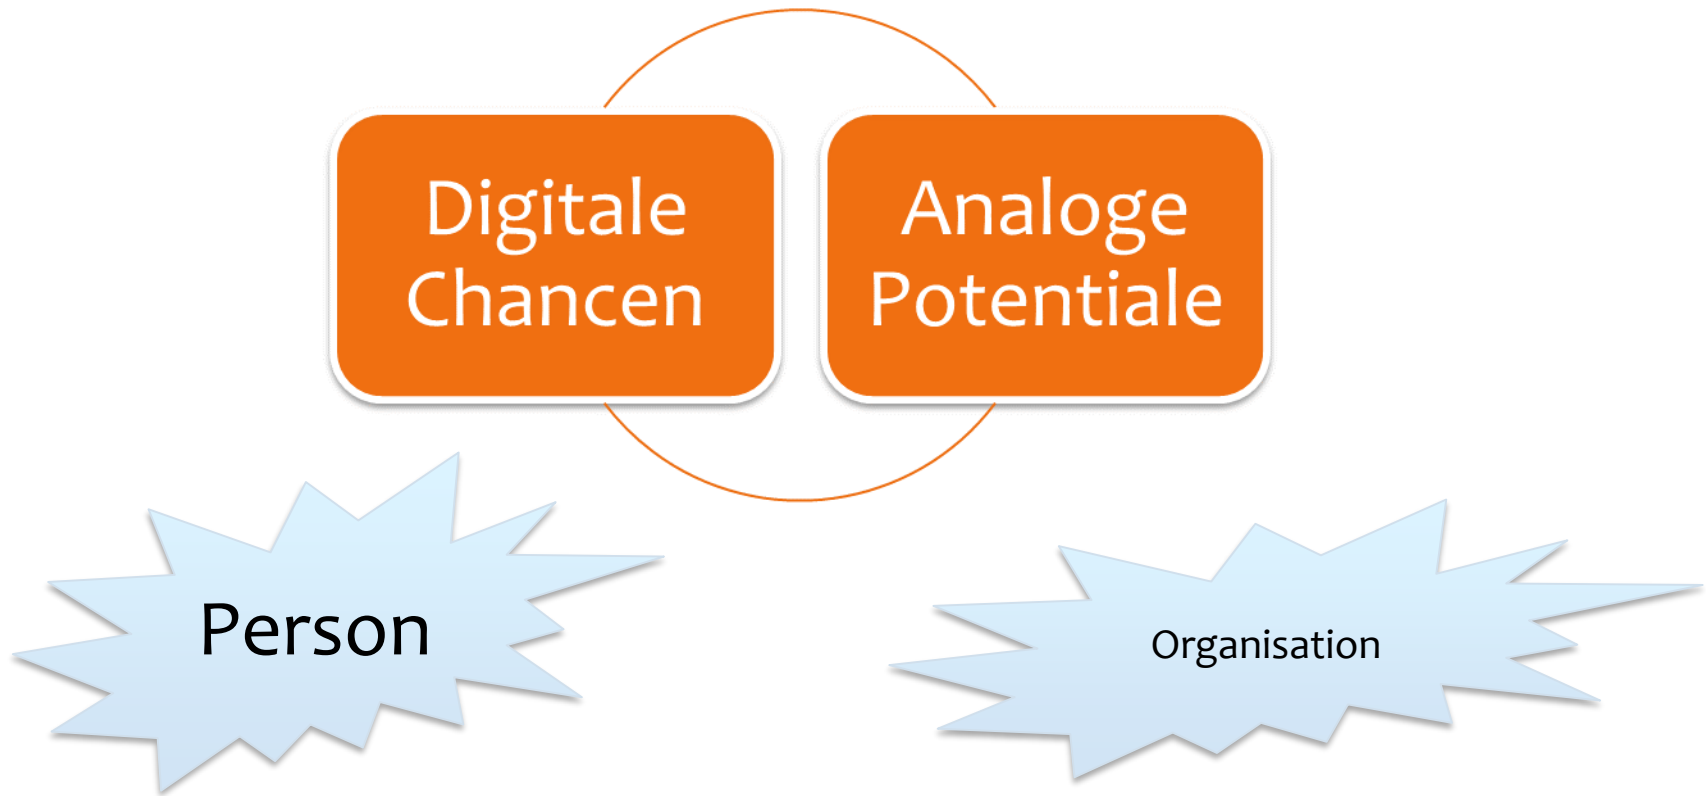 Digitale
Chancen
Analoge
Potentiale
Person
Organisation